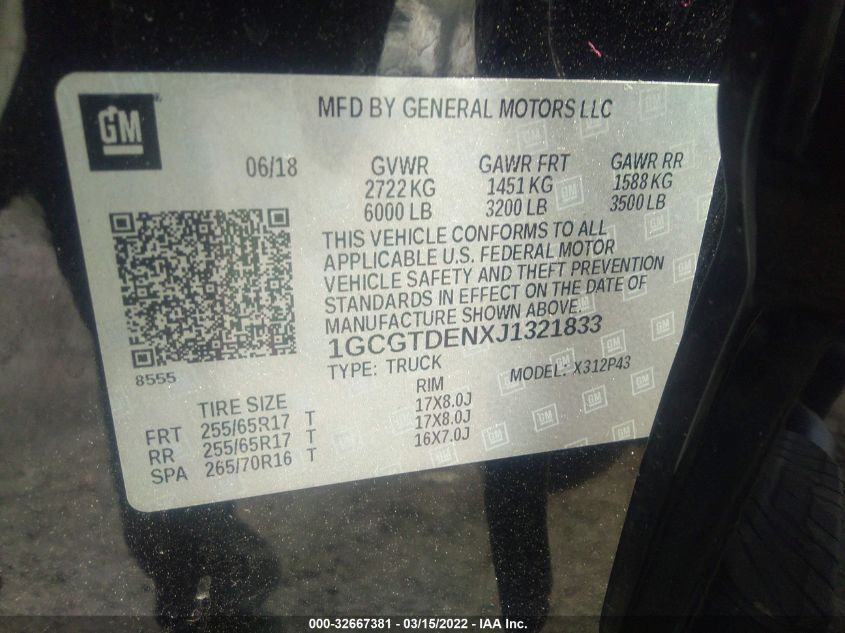 GM
MFD BY GENERAL MOTORS LLC
06/18 GVWR GAWR FRT GAWR RR
2722 KG 1451 KG 1588 KG
6000 LB 3200 LB 3500 LB
THIS VEHICLE CONFORMS TO ALL
APPLICABLE U.S. FEDERAL MOTOR
VEHICLE SAFETY AND THEFT PREVENTION
STANDARDS IN EFFECT ON THE DATE OF
MANUFACTURE SHOWN ABOVE.
1GCGTDENXJ1321833
8555
TYPE: TRUCK MODEL: X312P43
TIRE SIZE RIM
FRT 255/65R17 T 17X8.0J
RR 255/65R17 T 17X8.0J
SPA 265/70R16 T 16X7.0J
000-32667381 - 03/15/2022 - IAA Inc.